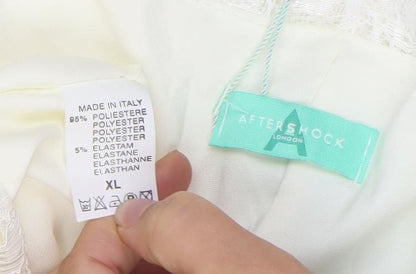 MADE IN ITALY
95% POLIESTERE
POLYESTER
POLYESTER
POLYESTER
5% ELASTAM
ELASTANE
ELASTHANNE
ELASTHAN
XL
A
AFTERSHOCK
LONDON